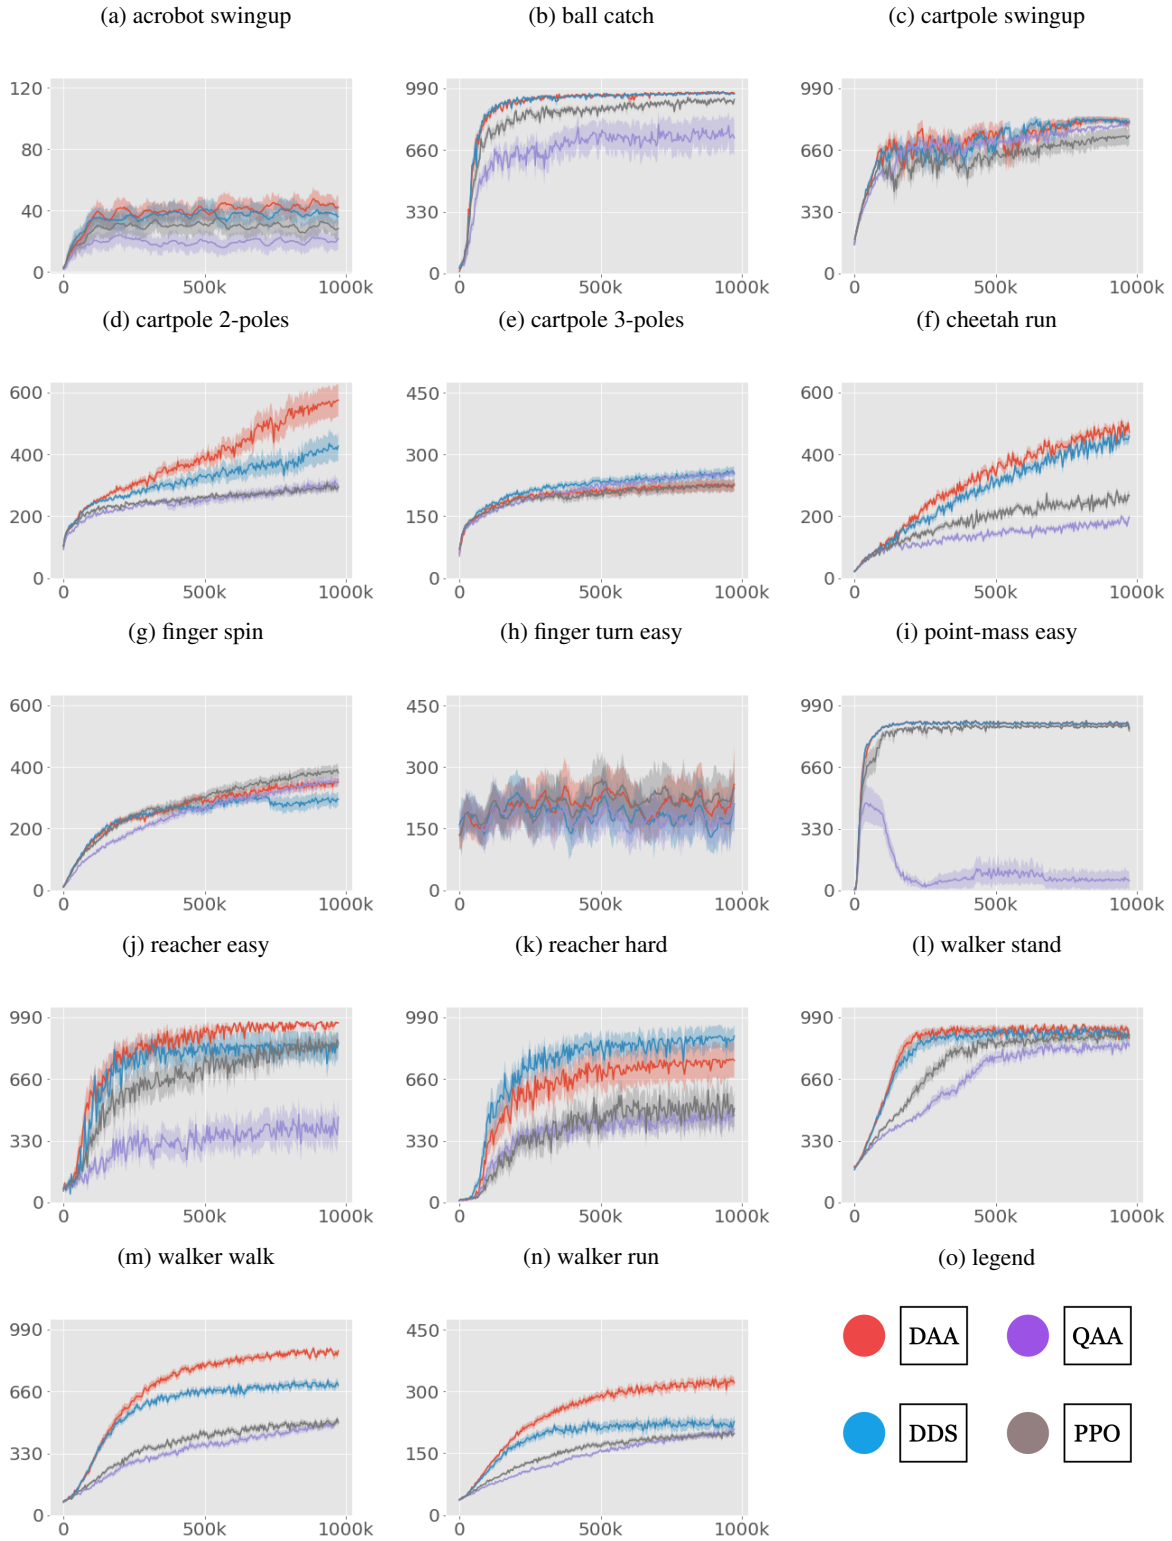 (a) acrobot swingup
(b) ball catch
(c) cartpole swingup
120
80
40
0
0 500k 1000k
990
660
330
0
0 500k 1000k
990
660
330
0
0 500k 1000k
(d) cartpole 2-poles
(e) cartpole 3-poles
(f) cheetah run
600
400
200
0
0 500k 1000k
450
300
150
0
0 500k 1000k
600
400
200
0
0 500k 1000k
(g) finger spin
(h) finger turn easy
(i) point-mass easy
600
400
200
0
0 500k 1000k
450
300
150
0
0 500k 1000k
990
660
330
0
0 500k 1000k
(j) reacher easy
(k) reacher hard
(l) walker stand
990
660
330
0
0 500k 1000k
990
660
330
0
0 500k 1000k
990
660
330
0
0 500k 1000k
(m) walker walk
(n) walker run
(o) legend
990
660
330
0
0 500k 1000k
450
300
150
0
0 500k 1000k
DAA
QAA
DDS
PPO